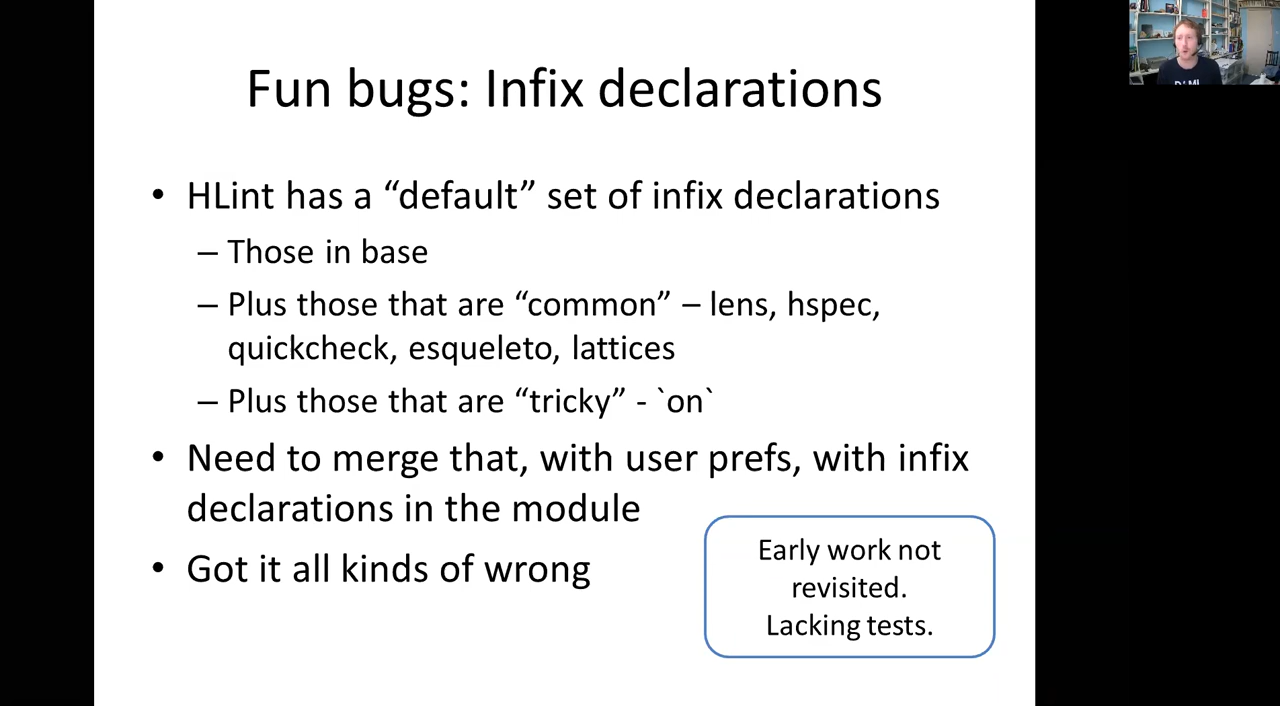 Fun bugs: Infix declarations
• HLint has a “default” set of infix declarations
– Those in base
– Plus those that are “common” – lens, hspec,
quickcheck, esqueleto, lattices
– Plus those that are “tricky” - `on`
• Need to merge that, with user prefs, with infix
declarations in the module
• Got it all kinds of wrong
Early work not
revisited.
Lacking tests.